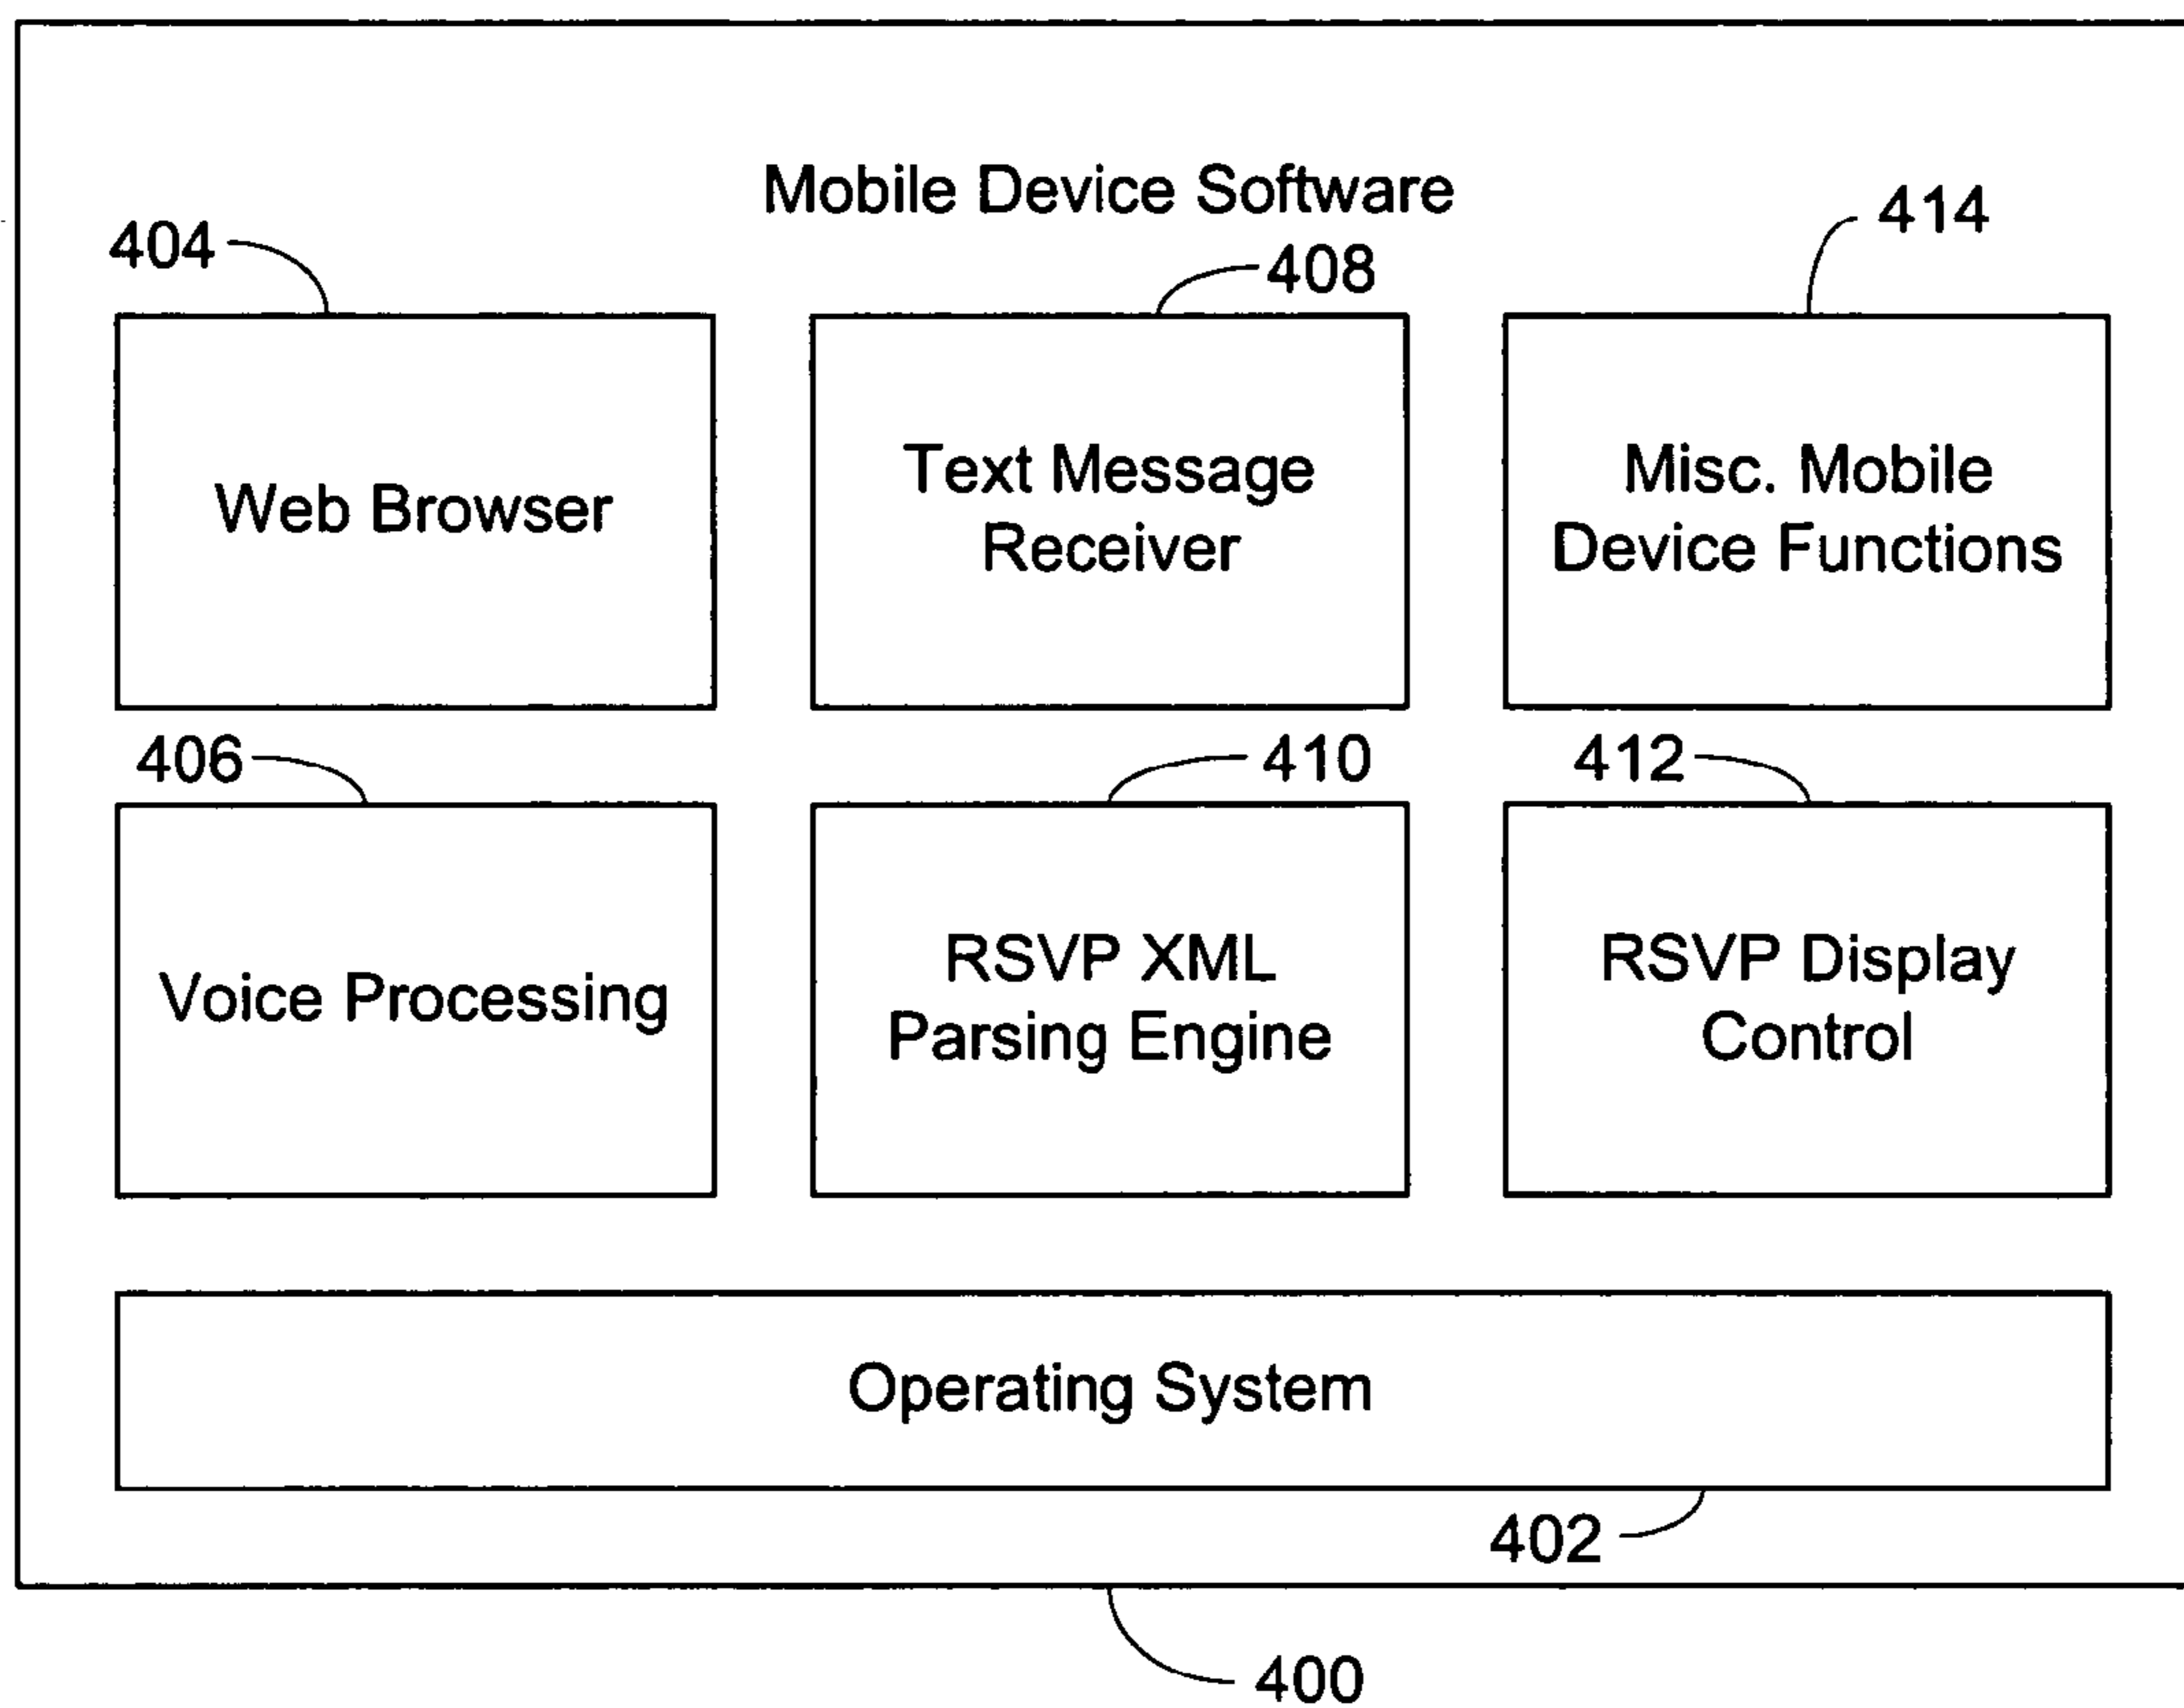 Mobile Device Software
404
408
414
Web Browser
Text Message
Receiver
Misc. Mobile
Device Functions
406
410
412
Voice Processing
RSVP XML
Parsing Engine
RSVP Display
Control
Operating System
402
400